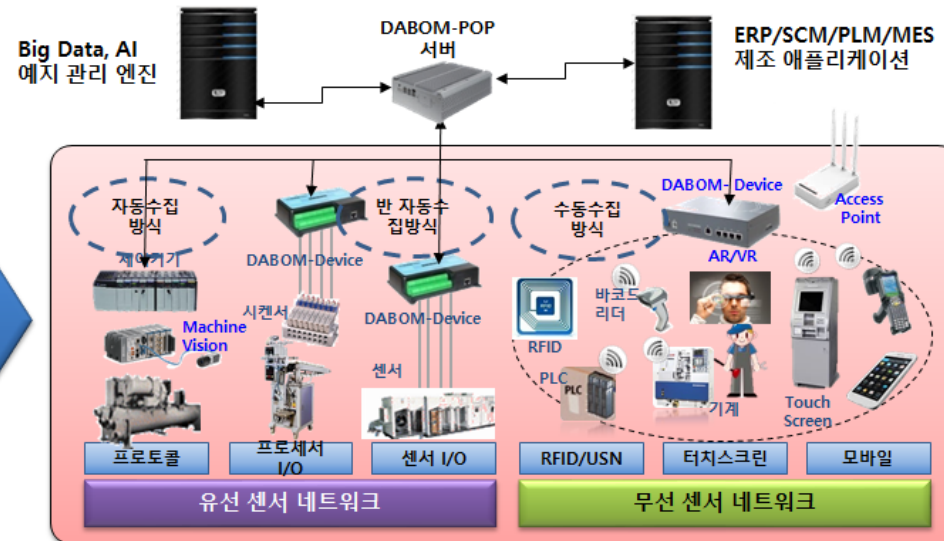 Big Data, AI
예지 관리 엔진
DABOM-POP
서버
ERP/SCM/PLM/MES
제조 애플리케이션
자동수집
방식
반 자동수
집방식
수동수집
방식
DABOM- Device
Access
Point
제어기기
DABOM-Device
AR/VR
시켄서
DABOM-Device
바코드
리더
Machine
Vision
RFID
센서
PLC
PLC
기계
Touch
Screen
프로토콜
프로세서
I/O
센서 I/O
RFID/USN
터치스크린
모바일
유선 센서 네트워크
무선 센서 네트워크